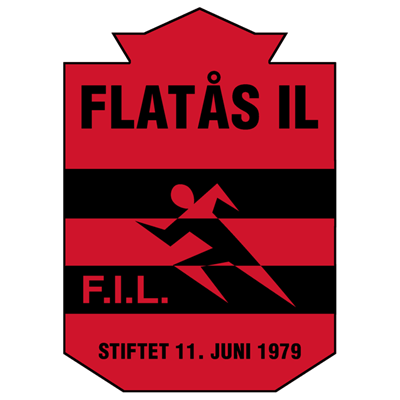 FLATÅS IL
F.I.L.
STIFTET 11. JUNI 1979